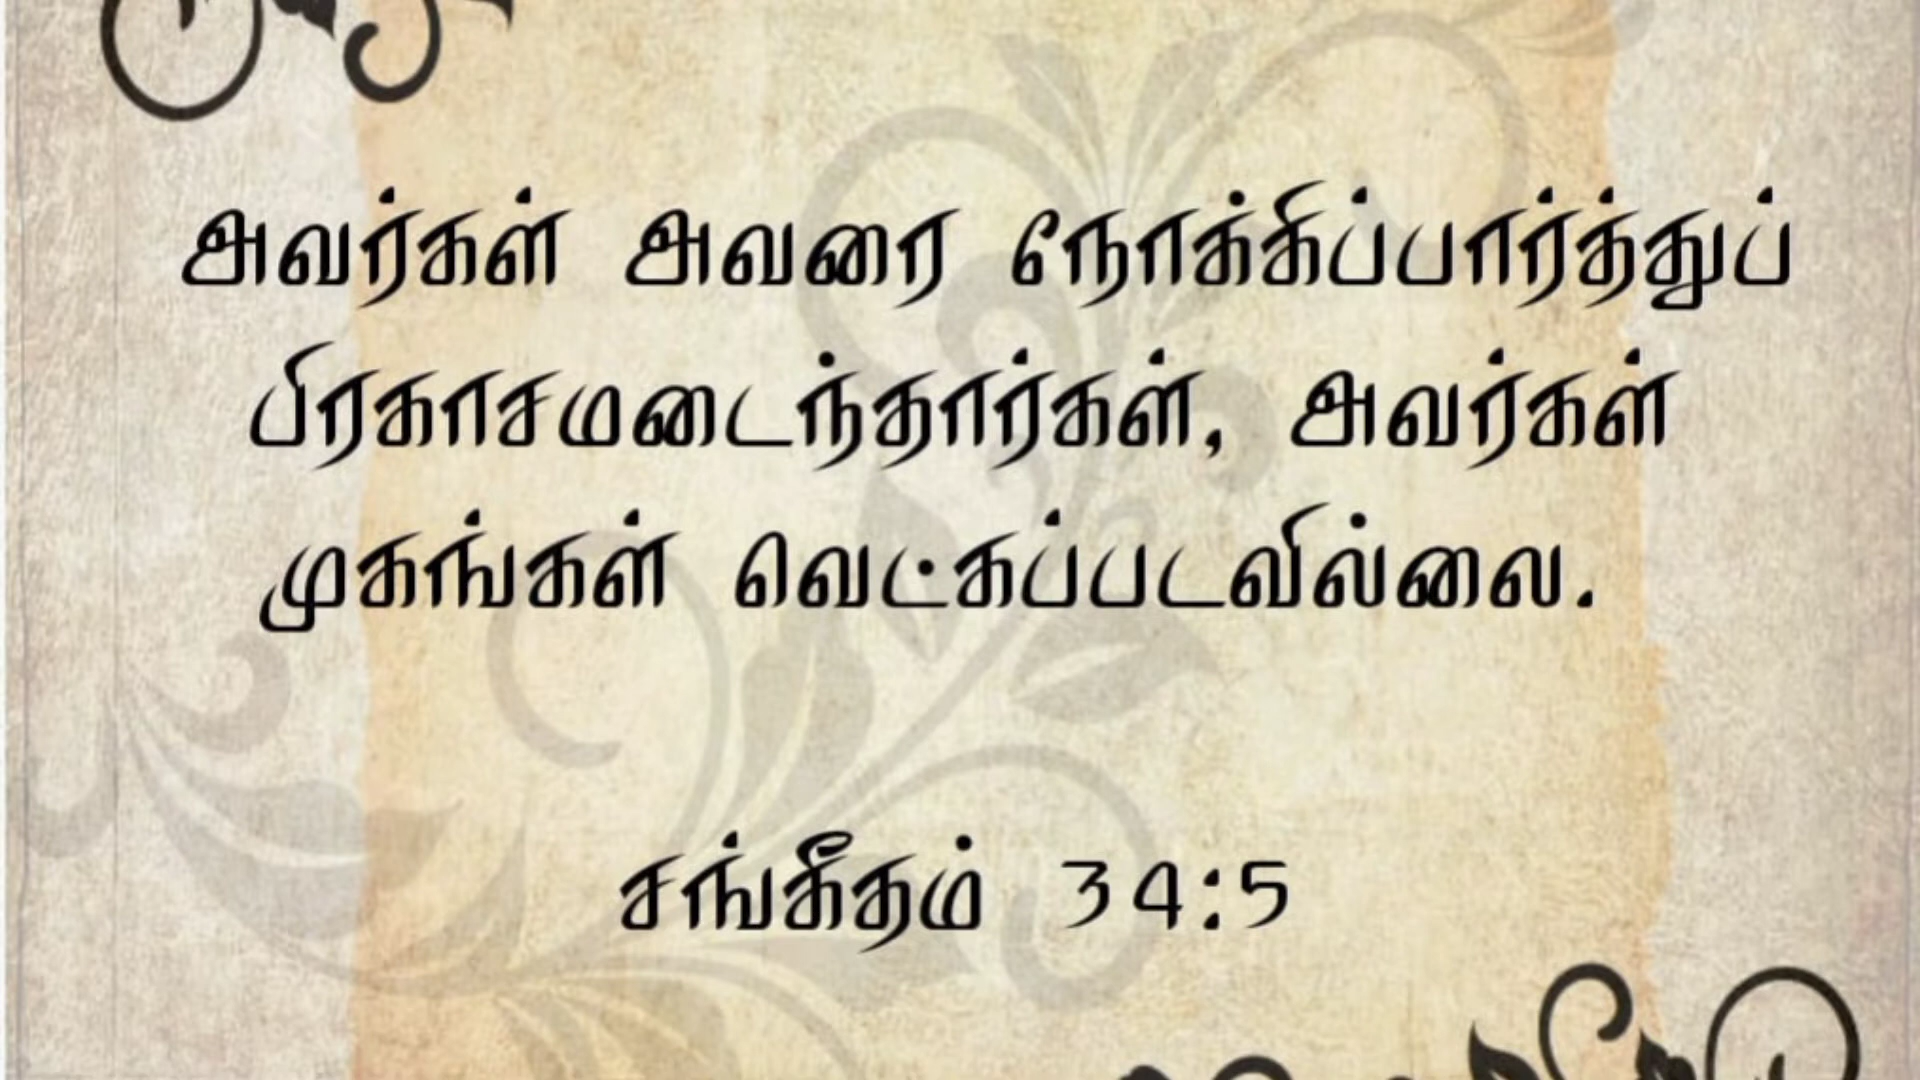 அவர்கள் அவரை நோக்கிப்பார்த்துப்
பிரகாசமடைந்தார்கள், அவர்கள்
முகங்கள் வெட்கப்படவில்லை.
சங்கீதம் 34:5